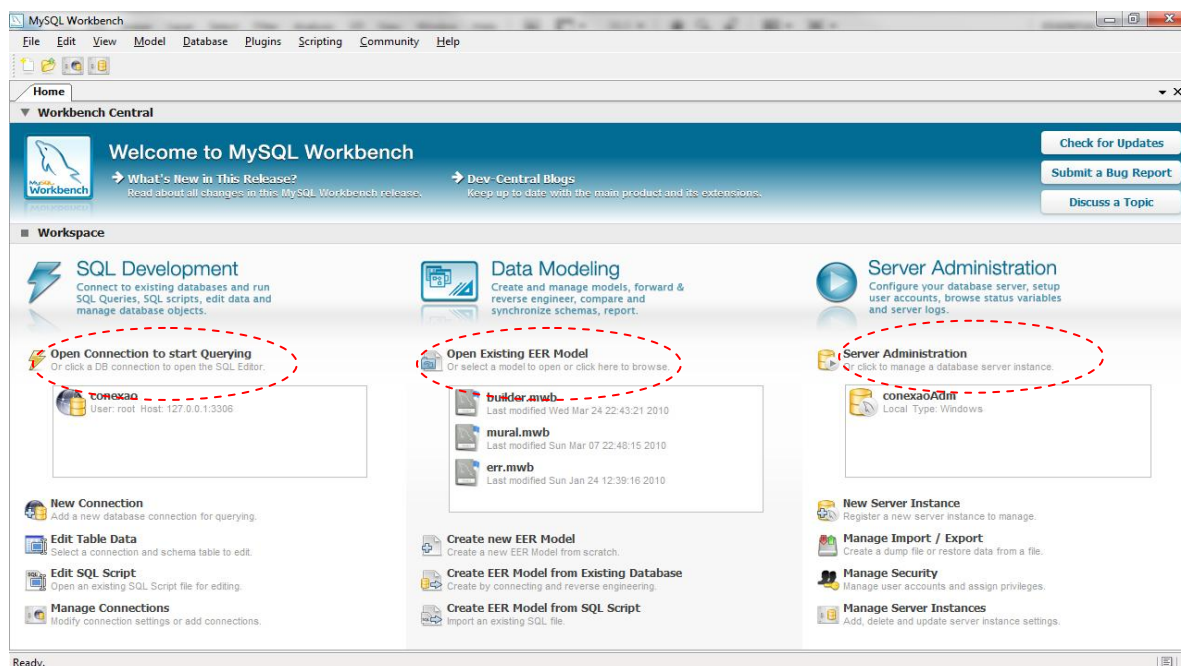 MySQL Workbench
File Edit View Model Database Plugins Scripting Community Help
Home
Workbench Central
MySQL
Workbench
Welcome to MySQL Workbench
What's New in This Release?
Read about all changes in this MySQL Workbench release.
Dev-Central Blogs
Keep up to date with the main product and its extensions.
Check for Updates
Submit a Bug Report
Discuss a Topic
Workspace
SQL Development
Connect to existing databases and run
SQL Queries, SQL scripts, edit data and
manage database objects.
Open Connection to start Querying
Or click a DB connection to open the SQL Editor.
conexao
User: root Host: 127.0.0.1:3306
New Connection
Add a new database connection for querying.
Edit Table Data
Select a connection and schema table to edit.
Edit SQL Script
Open an existing SQL Script file for editing.
Manage Connections
Modify connection settings or add connections.
Data Modeling
Create and manage models, forward &
reverse engineer, compare and
synchronize schemas, report.
Open Existing EER Model
Or select a model to open or click here to browse.
builder.mwb
Last modified Wed Mar 24 22:43:21 2010
mural.mwb
Last modified Sun Mar 07 22:48:15 2010
err.mwb
Last modified Sun Jan 24 12:39:16 2010
Create new EER Model
Create a new EER Model from scratch.
Create EER Model from Existing Database
Create by connecting and reverse engineering.
Create EER Model from SQL Script
Import an existing SQL file.
Server Administration
Configure your database server, setup
user accounts, browse status variables
and server logs.
Server Administration
Or click to manage a database server instance.
conexaoAdm
Local Type: Windows
New Server Instance
Register a new server instance to manage.
Manage Import / Export
Create a dump file or restore data from a file.
Manage Security
Manage user accounts and assign privileges.
Manage Server Instances
Add, delete and update server instance settings.
Ready.